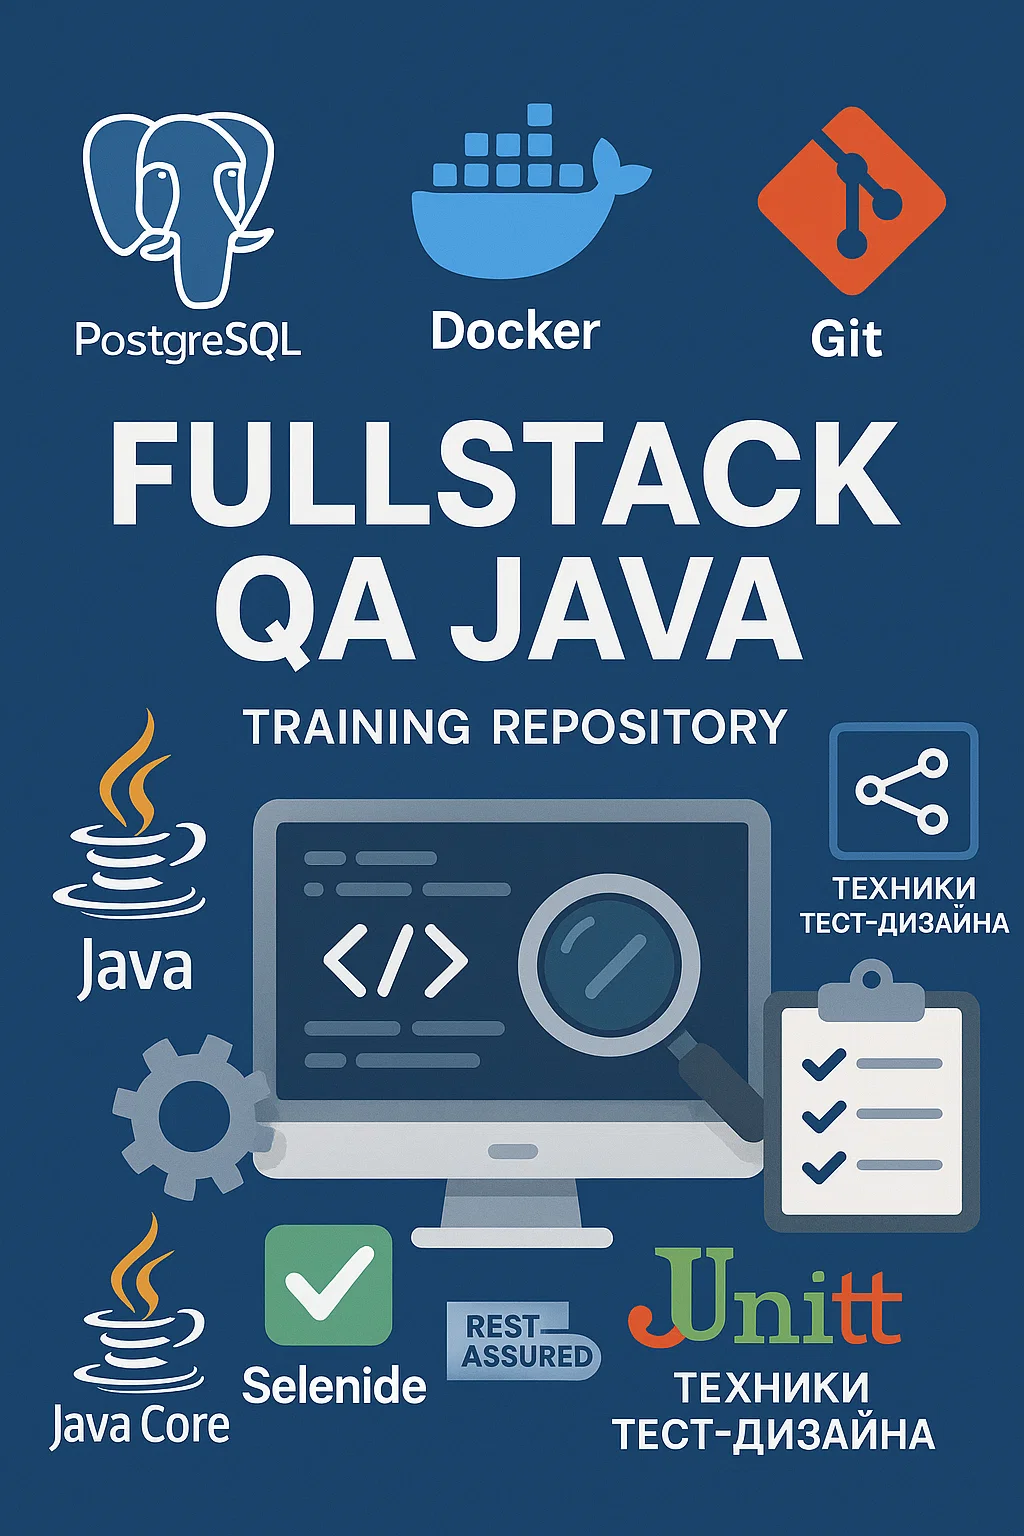 PostgreSQL
Docker
Git
FULLSTACK
QA JAVA
TRAINING REPOSITORY
Java
ТЕХНИКИ
ТЕСТ-ДИЗАЙНА
</>
Java Core
Selenide
REST-
ASSURED
JUnitt
ТЕХНИКИ
ТЕСТ-ДИЗАЙНА